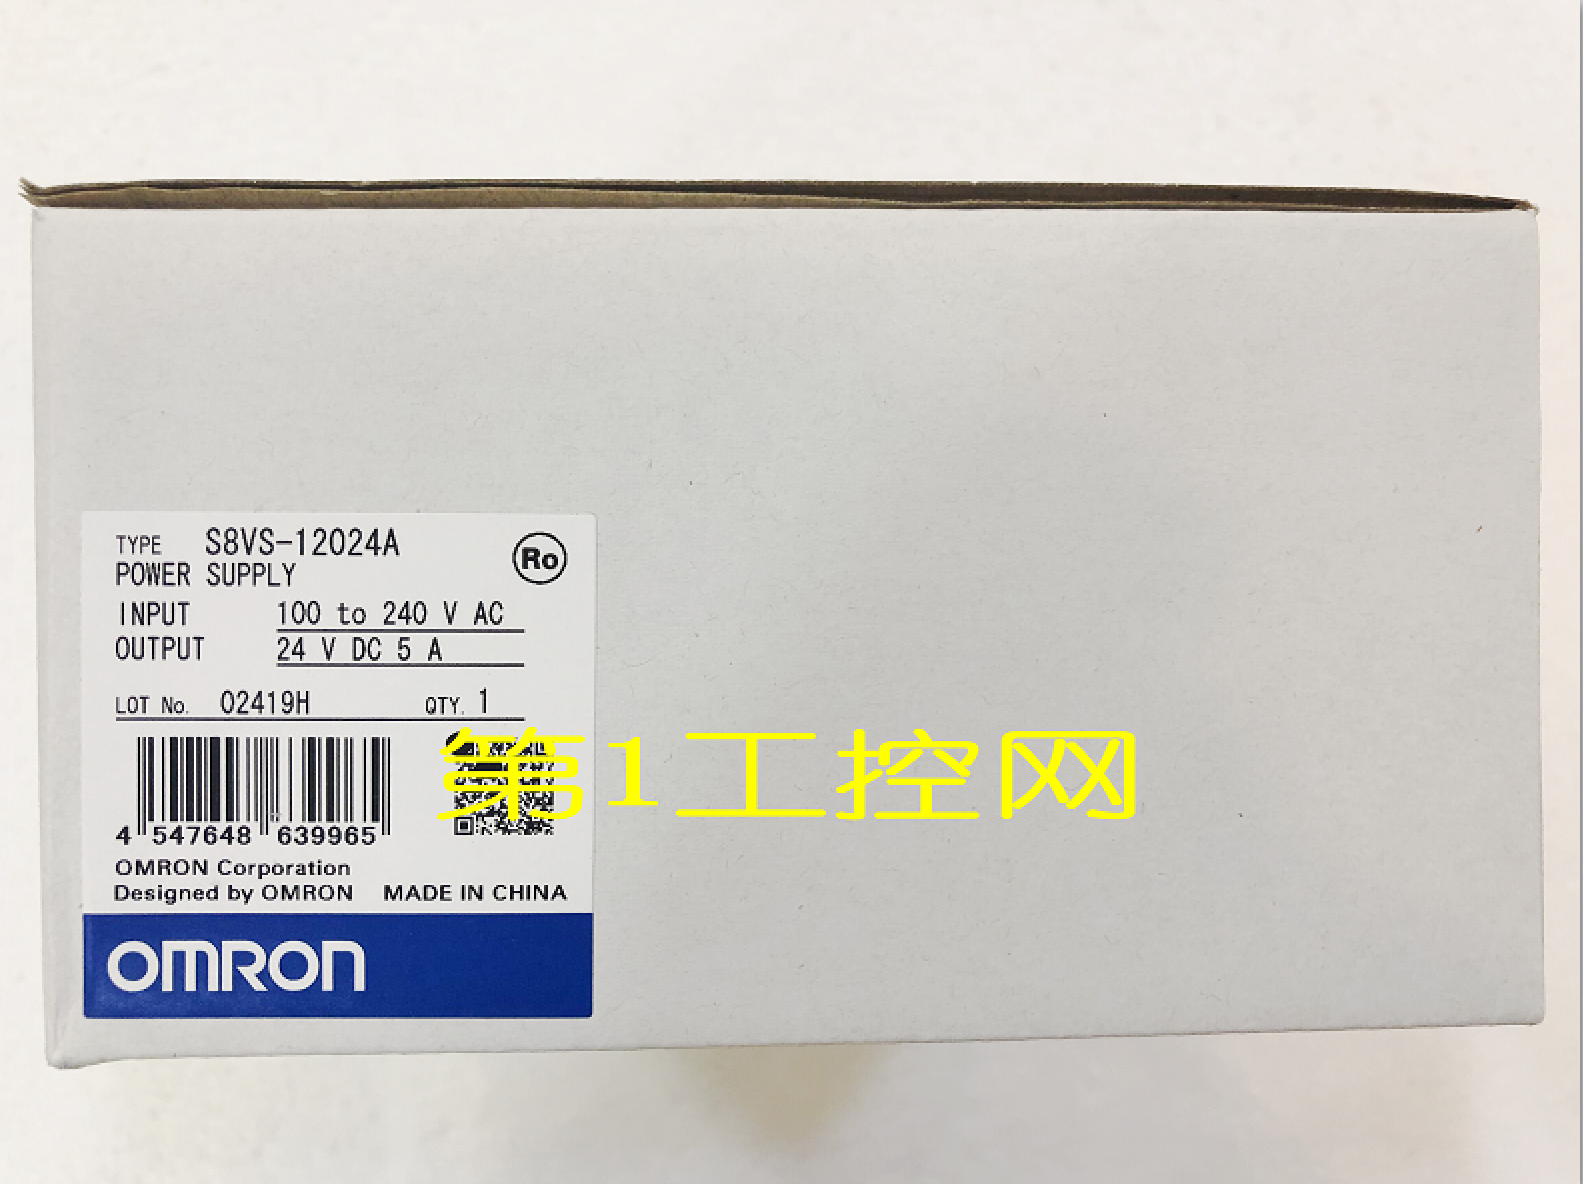 TYPE S8VS-12024A
Ro
POWER SUPPLY
INPUT 100 to 240 V AC
OUTPUT 24 V DC 5 A
LOT No. 02419H QTY. 1
第1工控网
4 547648 639965
OMRON Corporation
Designed by OMRON MADE IN CHINA
OMRON